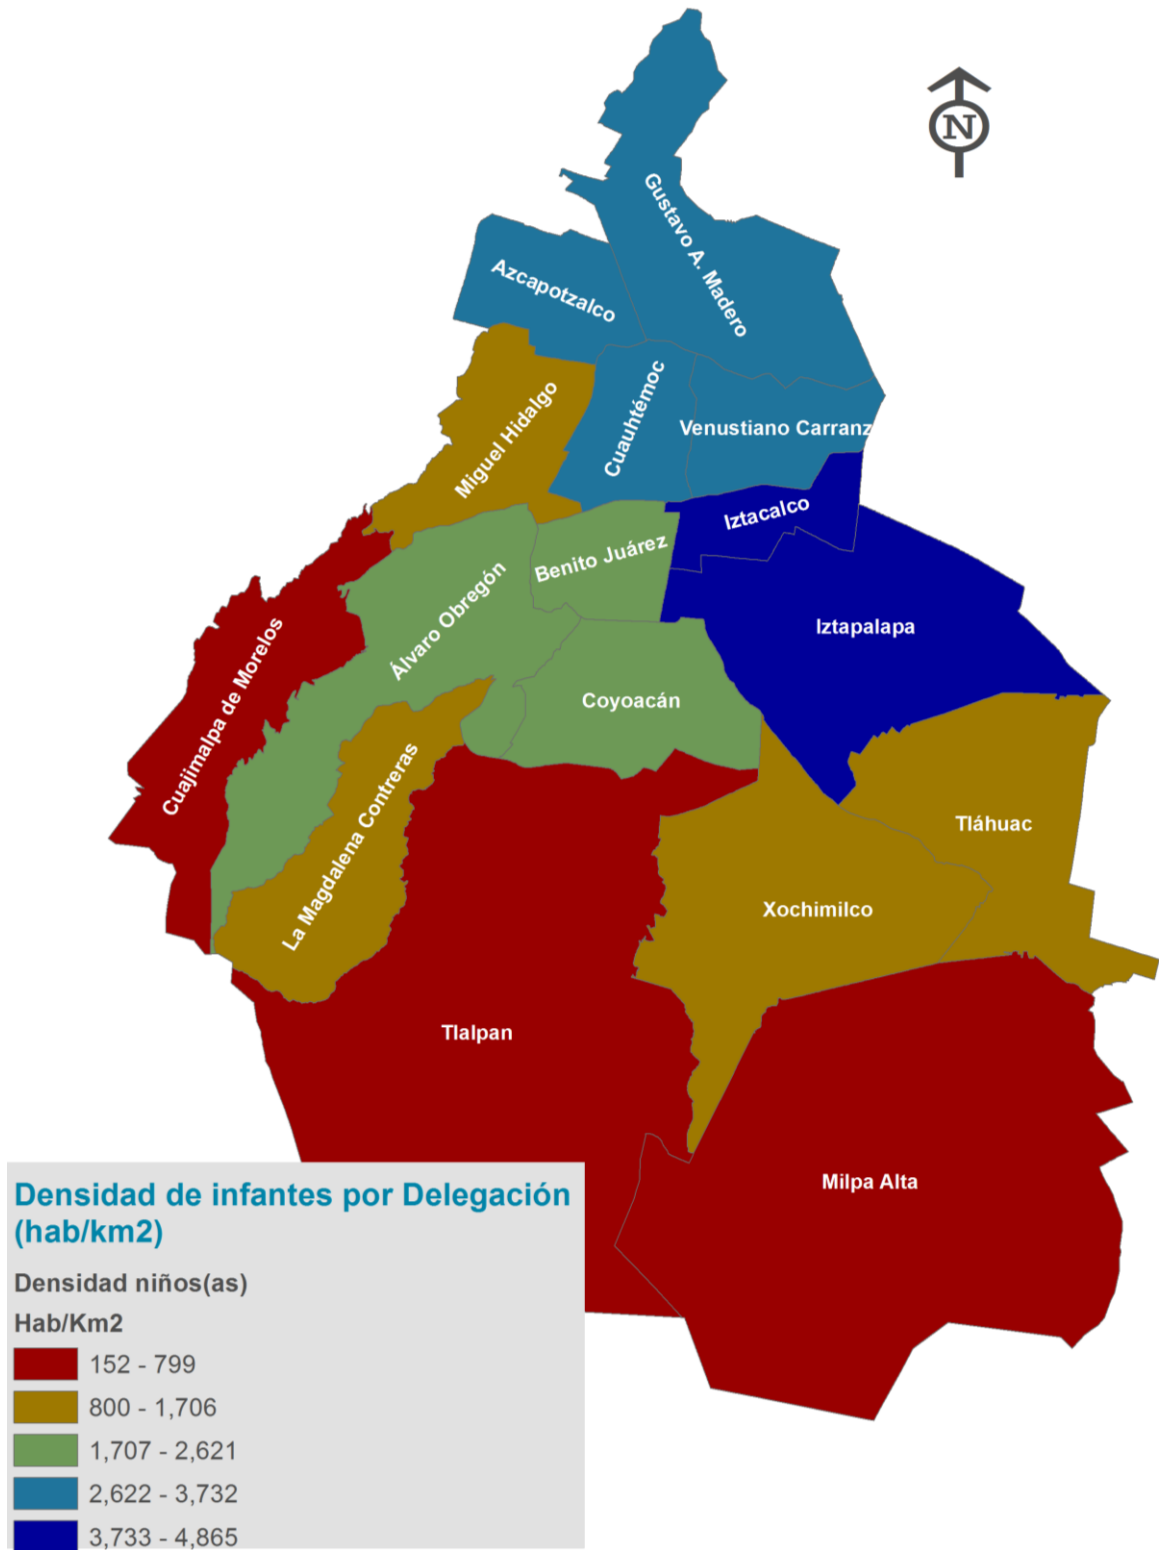 N
Gustavo A. Madero
Azcapotzalco
Miguel Hidalgo
Cuauhtémoc
Venustiano Carranz
Iztacalco
Benito Juárez
Álvaro Obregón
Iztapalapa
Cuajimalpa de Morelos
Coyoacán
La Magdalena Contreras
Tláhuac
Xochimilco
Tlalpan
Milpa Alta
Densidad de infantes por Delegación
(hab/km2)
Densidad niños(as)
Hab/Km2
152 - 799
800 - 1,706
1,707 - 2,621
2,622 - 3,732
3,733 - 4,865